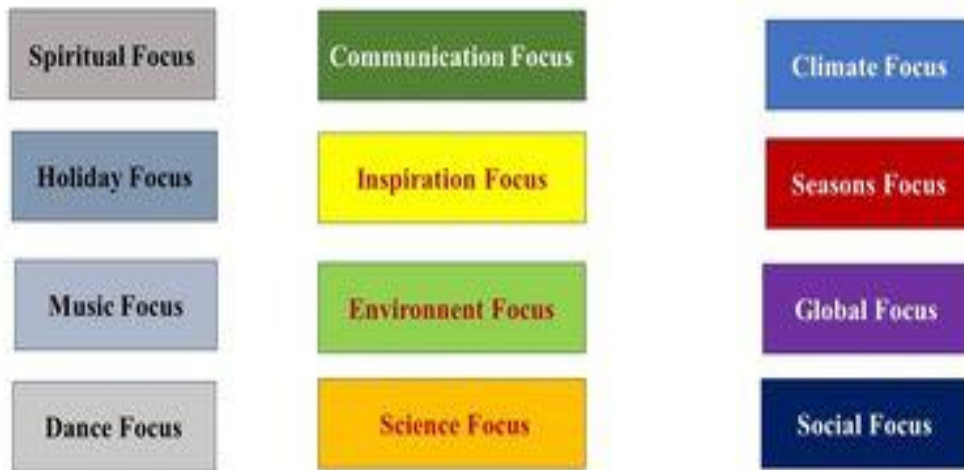 Spiritual Focus
Communication Focus
Climate Focus
Holiday Focus
Inspiration Focus
Seasons Focus
Music Focus
Environnent Focus
Global Focus
Dance Focus
Science Focus
Social Focus